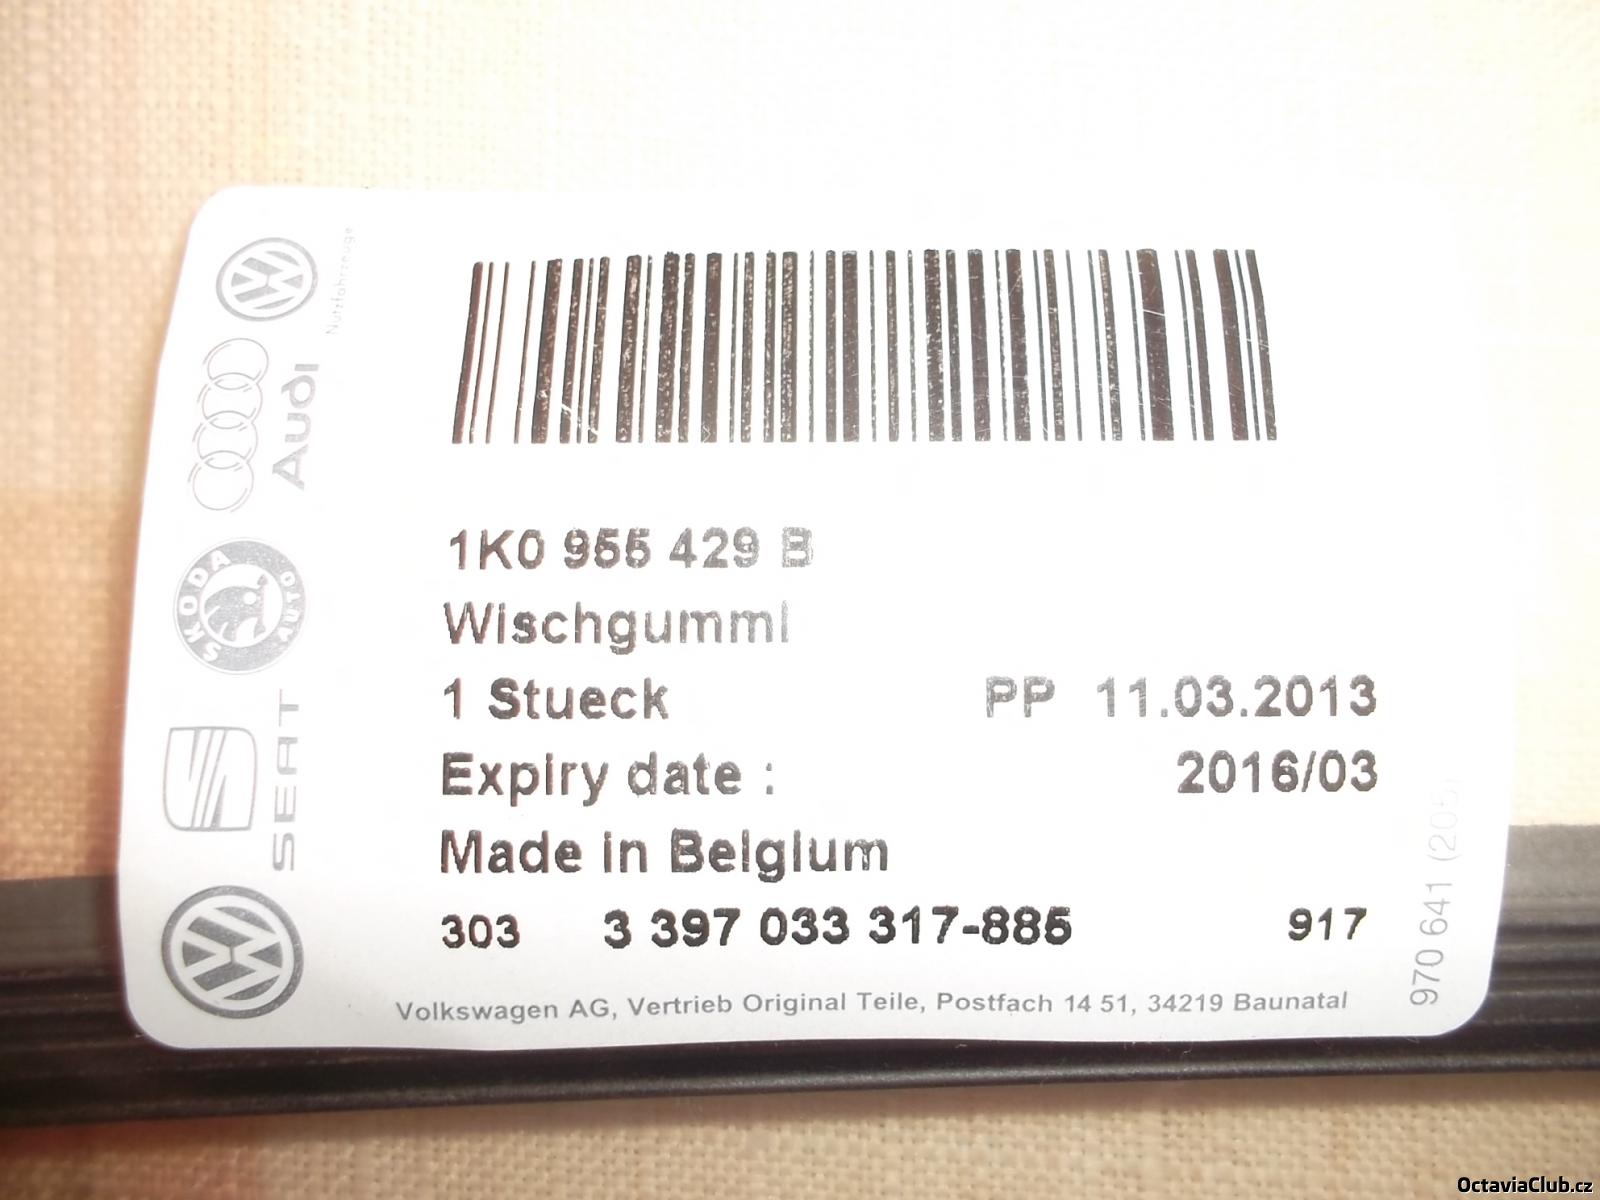 Nutzfahrzeuge
Audi
SKODA AUTO
SEAT
1K0 955 429 B
Wischgummi
1 Stueck PP 11.03.2013
Expiry date : 2016/03
Made in Belgium
303 3 397 033 317-885 917
Volkswagen AG, Vertrieb Original Teile, Postfach 14 51, 34219 Baunatal
970 641 (205)
OctaviaClub.cz